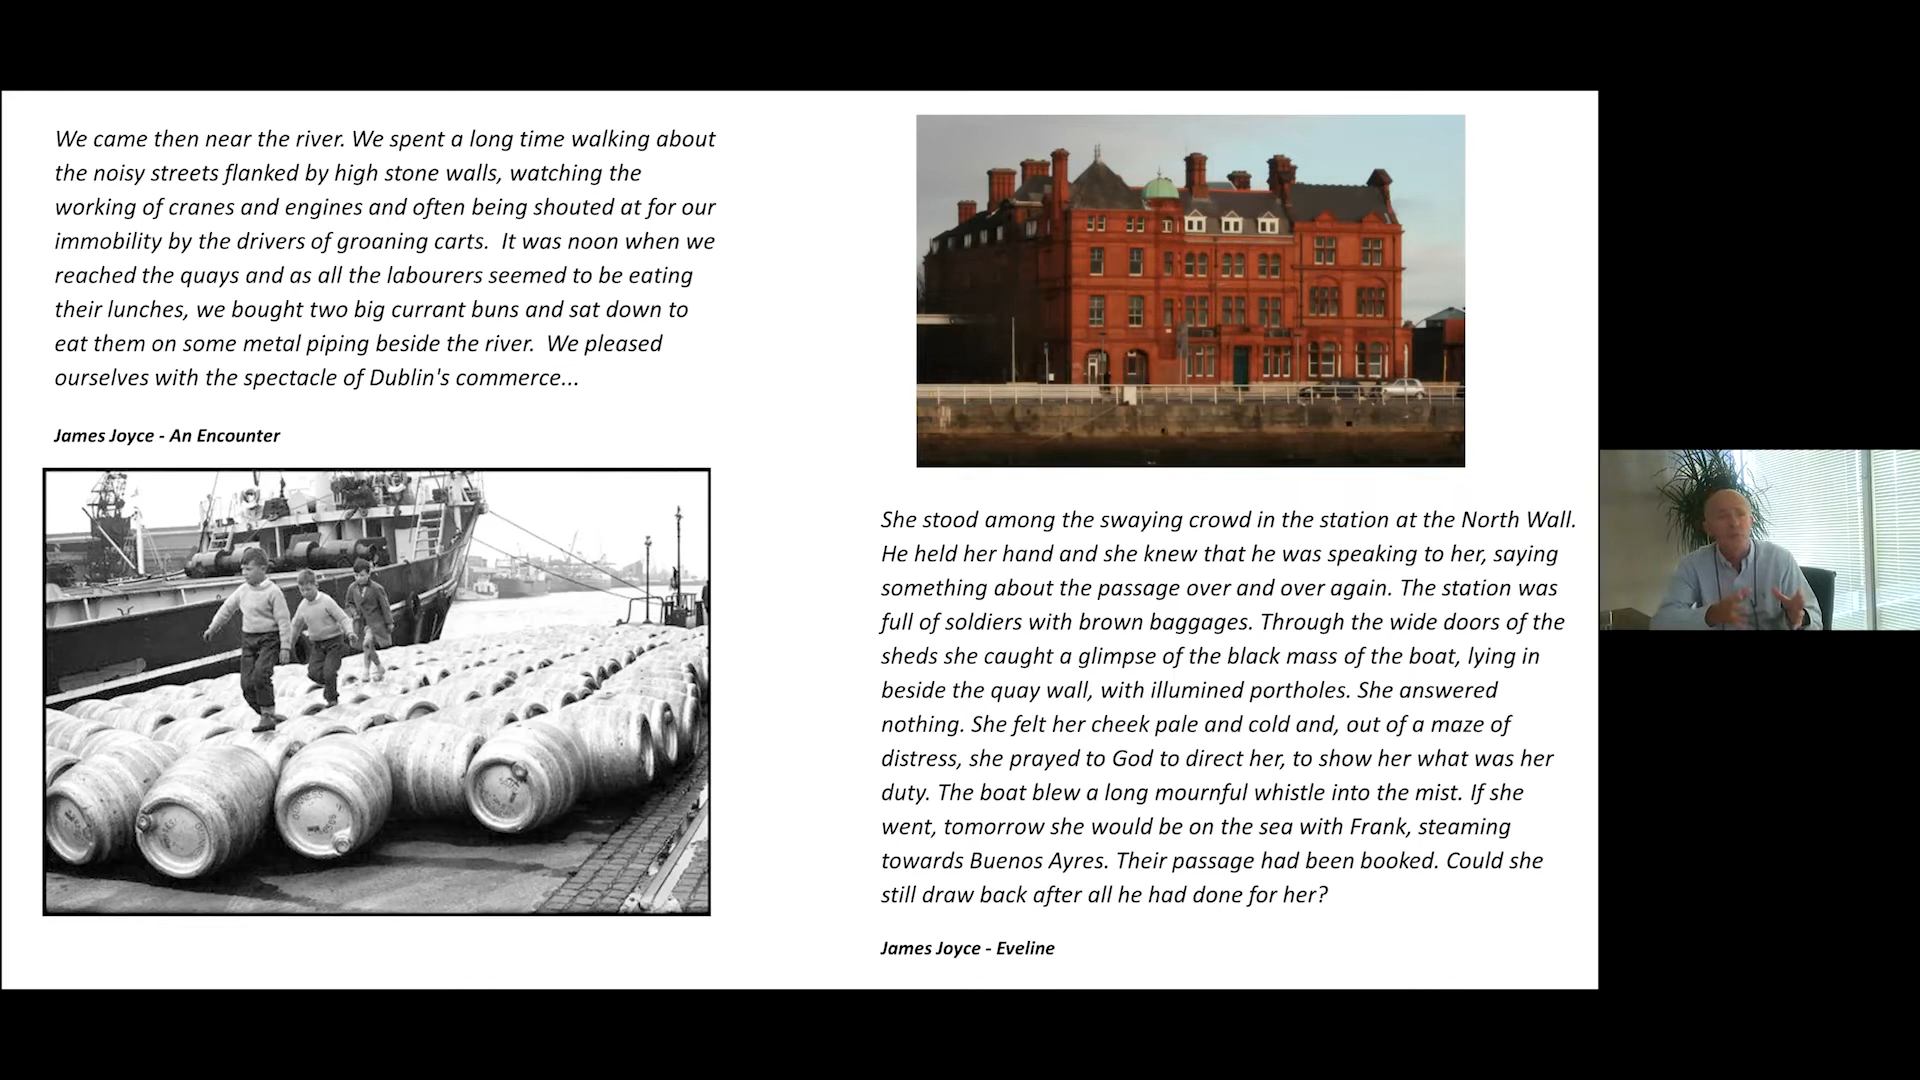 We came then near the river. We spent a long time walking about
the noisy streets flanked by high stone walls, watching the
working of cranes and engines and often being shouted at for our
immobility by the drivers of groaning carts.  It was noon when we
reached the quays and as all the labourers seemed to be eating
their lunches, we bought two big currant buns and sat down to
eat them on some metal piping beside the river.  We pleased
ourselves with the spectacle of Dublin's commerce...
James Joyce - An Encounter
She stood among the swaying crowd in the station at the North Wall.
He held her hand and she knew that he was speaking to her, saying
something about the passage over and over again. The station was
full of soldiers with brown baggages. Through the wide doors of the
sheds she caught a glimpse of the black mass of the boat, lying in
beside the quay wall, with illumined portholes. She answered
nothing. She felt her cheek pale and cold and, out of a maze of
distress, she prayed to God to direct her, to show her what was her
duty. The boat blew a long mournful whistle into the mist. If she
went, tomorrow she would be on the sea with Frank, steaming
towards Buenos Ayres. Their passage had been booked. Could she
still draw back after all he had done for her?
James Joyce - Eveline